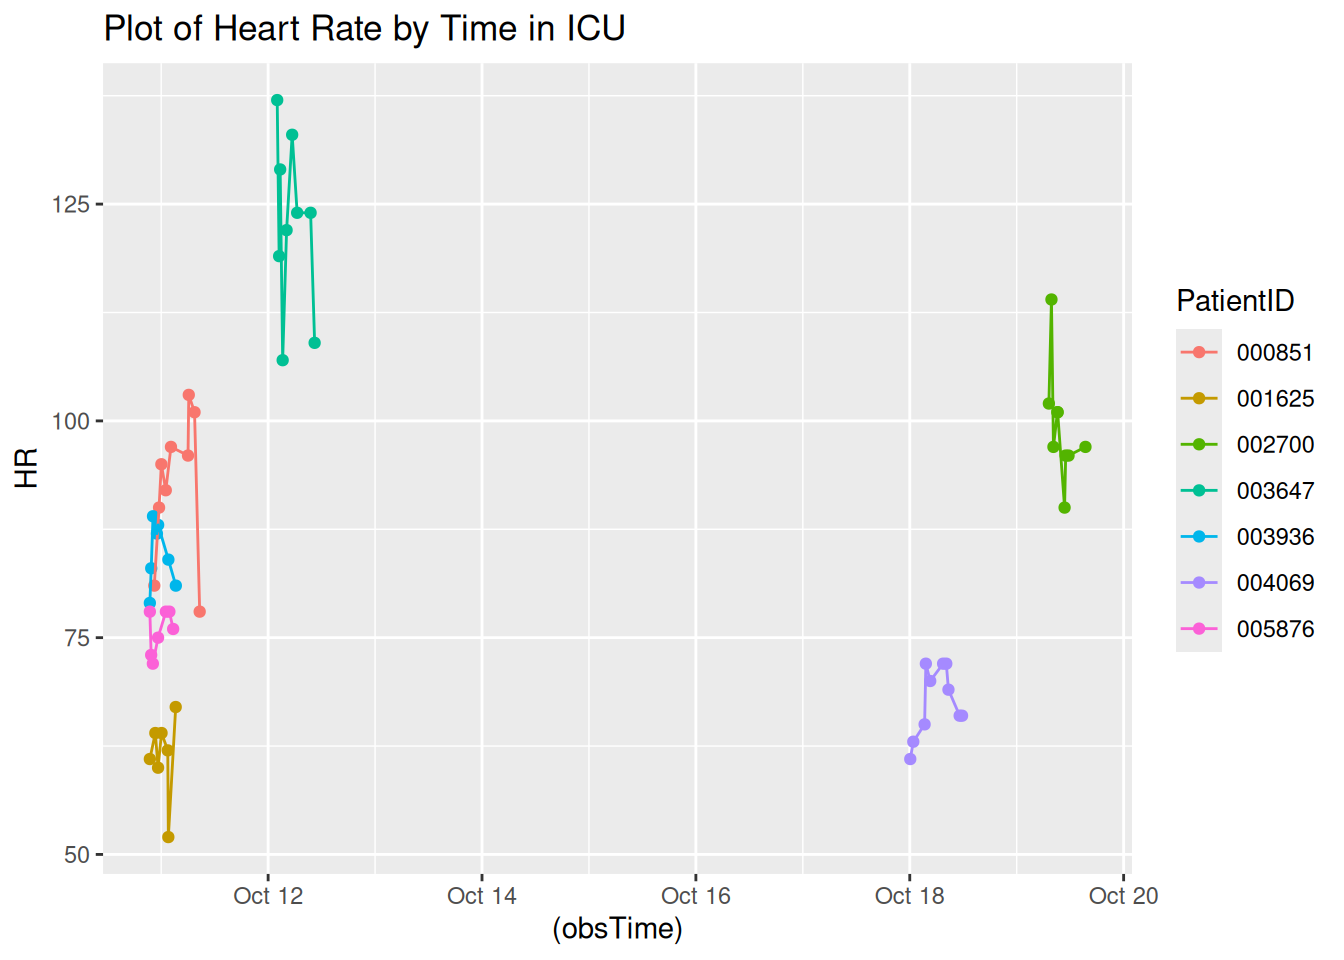 Plot of Heart Rate by Time in ICU
HR
125
100
75
50
Oct 12
Oct 14
Oct 16
Oct 18
Oct 20
(obsTime)
PatientID
000851
001625
002700
003647
003936
004069
005876